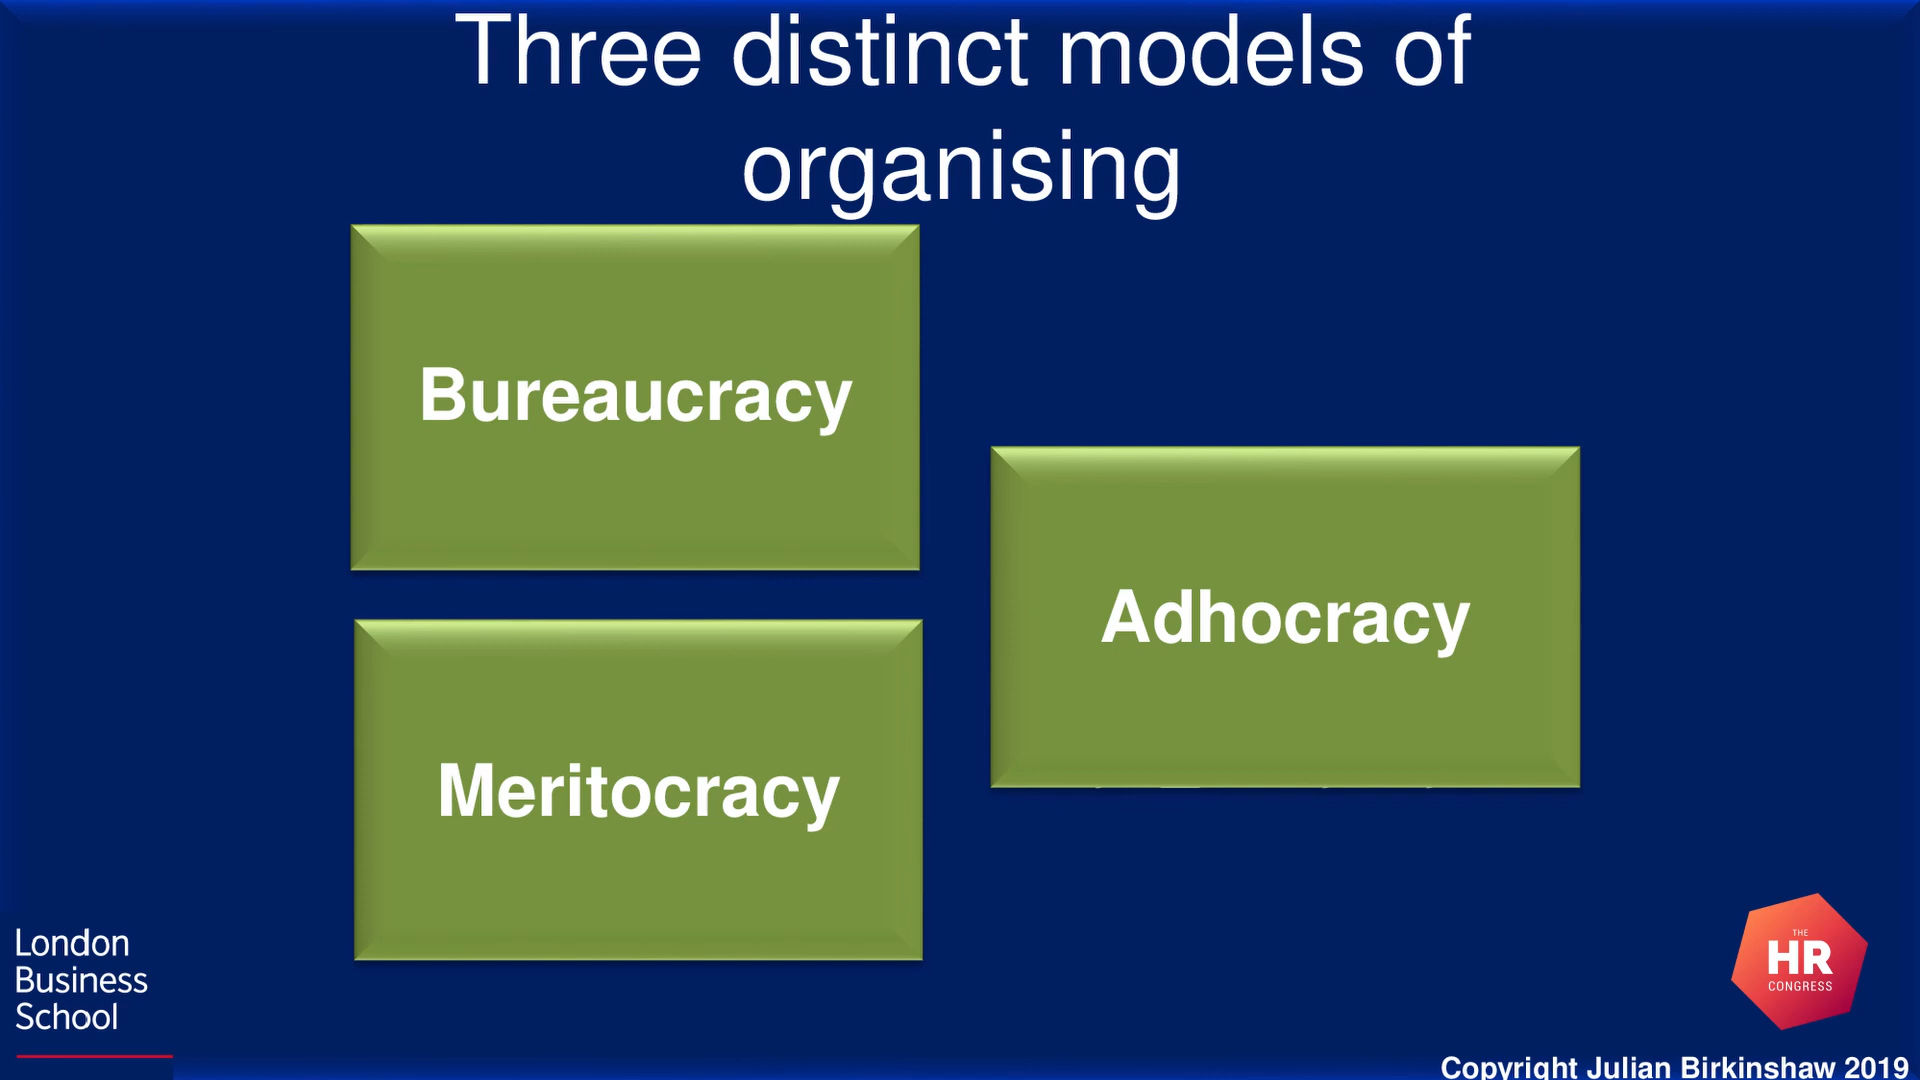 Three distinct models of
organising
Bureaucracy
Adhocracy
Meritocracy
London
Business
School
THE
HR
CONGRESS
Copyright Julian Birkinshaw 2019